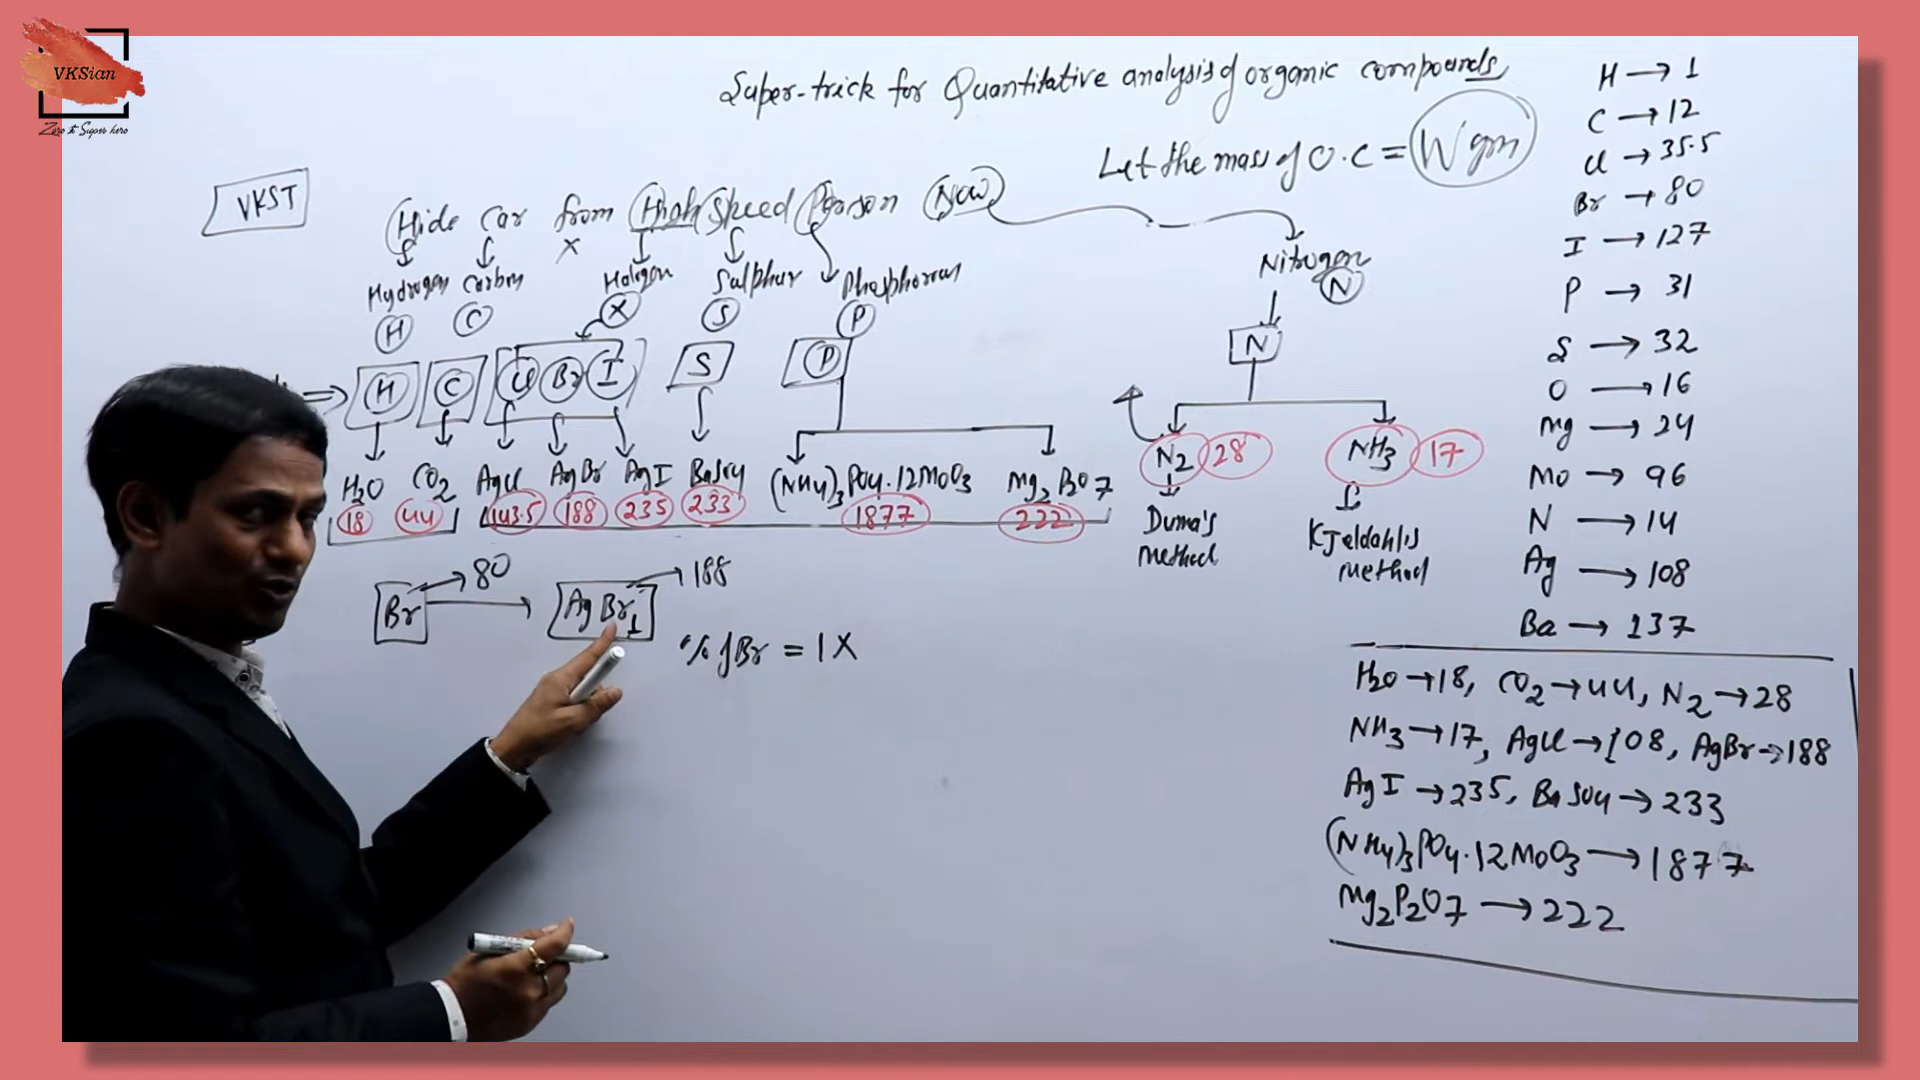 VKSian
Zero to Super hero
Super-trick for Quantitative analysis of organic compounds
Let the mass of O.C = W gm
VKST
Hide Car from High Speed Person Now
x
Hydrogen Carbon Halogen Sulphur Phosphorous Nitrogen
H C X S P N
H C Cl Br I S P N
H2O CO2 AgCl AgBr AgI BaSO4 (NH4)3PO4.12MoO3 Mg2P2O7 N2 28 NH3 17
18 44 143.5 188 235 233 1877 222
Duma's Method
Kjeldahl's Method
Br → 80
AgBr1 → 188
% of Br = 1 X
H → 1
C → 12
Cl → 35.5
Br → 80
I → 127
P → 31
S → 32
O → 16
Mg → 24
Mo → 96
N → 14
Ag → 108
Ba → 137
H2O → 18, CO2 → 44, N2 → 28
NH3 → 17, AgCl → 108, AgBr → 188
AgI → 235, BaSO4 → 233
(NH4)3PO4.12MoO3 → 1877
Mg2P2O7 → 222